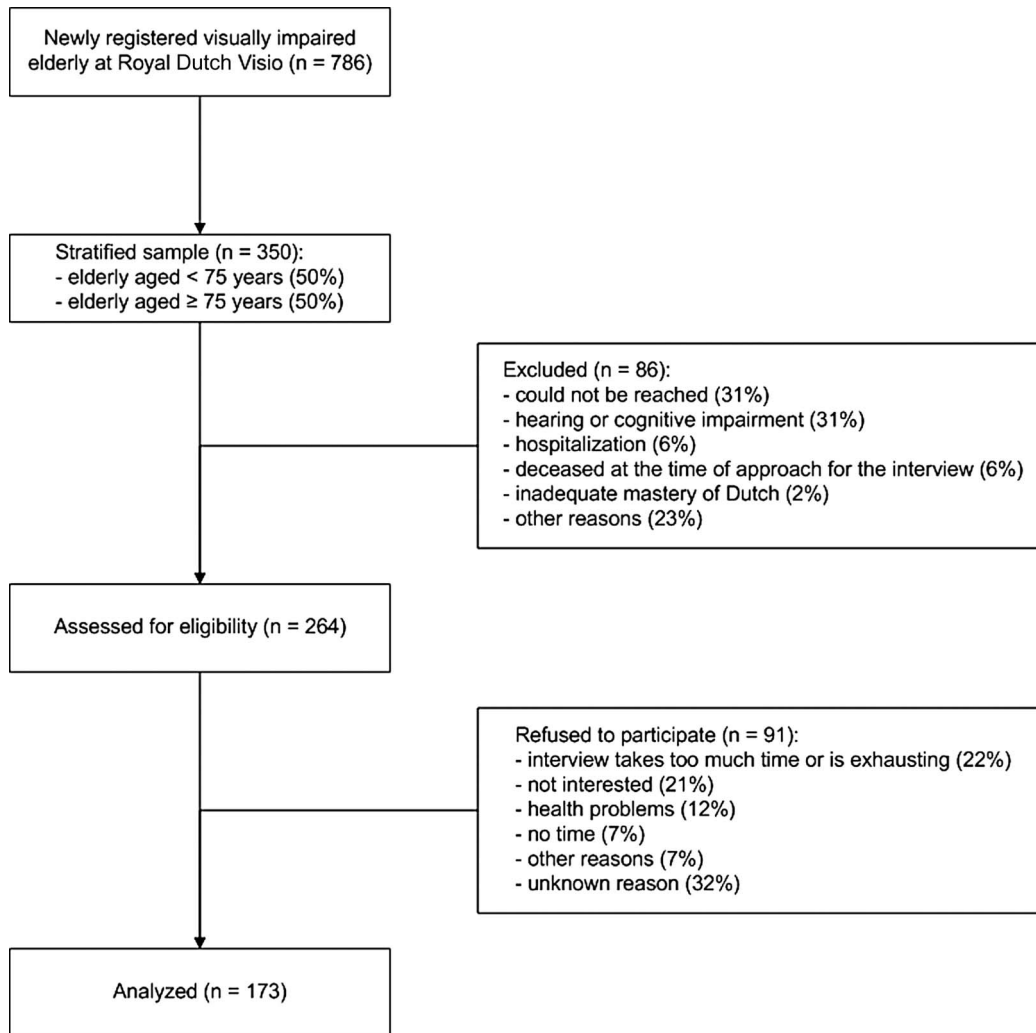 Newly registered visually impaired
elderly at Royal Dutch Visio (n = 786)
Stratified sample (n = 350):
- elderly aged < 75 years (50%)
- elderly aged ≥ 75 years (50%)
Excluded (n = 86):
- could not be reached (31%)
- hearing or cognitive impairment (31%)
- hospitalization (6%)
- deceased at the time of approach for the interview (6%)
- inadequate mastery of Dutch (2%)
- other reasons (23%)
Assessed for eligibility (n = 264)
Refused to participate (n = 91):
- interview takes too much time or is exhausting (22%)
- not interested (21%)
- health problems (12%)
- no time (7%)
- other reasons (7%)
- unknown reason (32%)
Analyzed (n = 173)